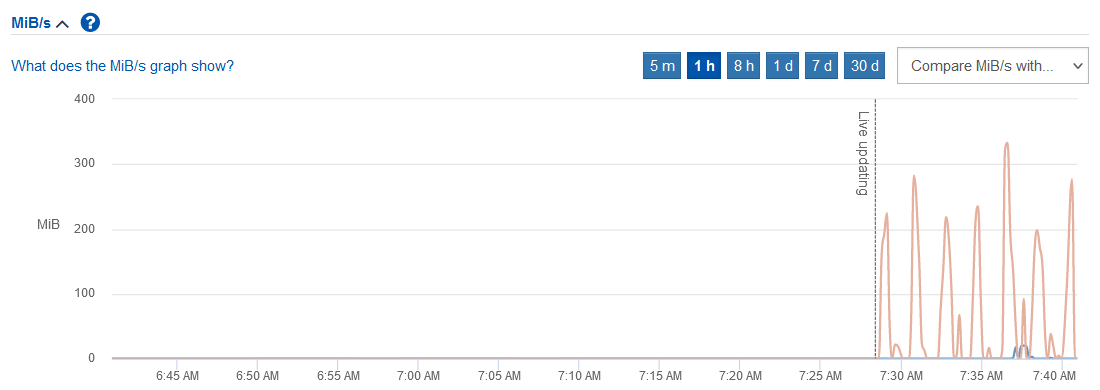 MiB/s ?
What does the MiB/s graph show?
5 m 1 h 8 h 1 d 7 d 30 d Compare MiB/s with...
400
300
200
100
0
MiB
Live updating
6:45 AM 6:50 AM 6:55 AM 7:00 AM 7:05 AM 7:10 AM 7:15 AM 7:20 AM 7:25 AM 7:30 AM 7:35 AM 7:40 AM